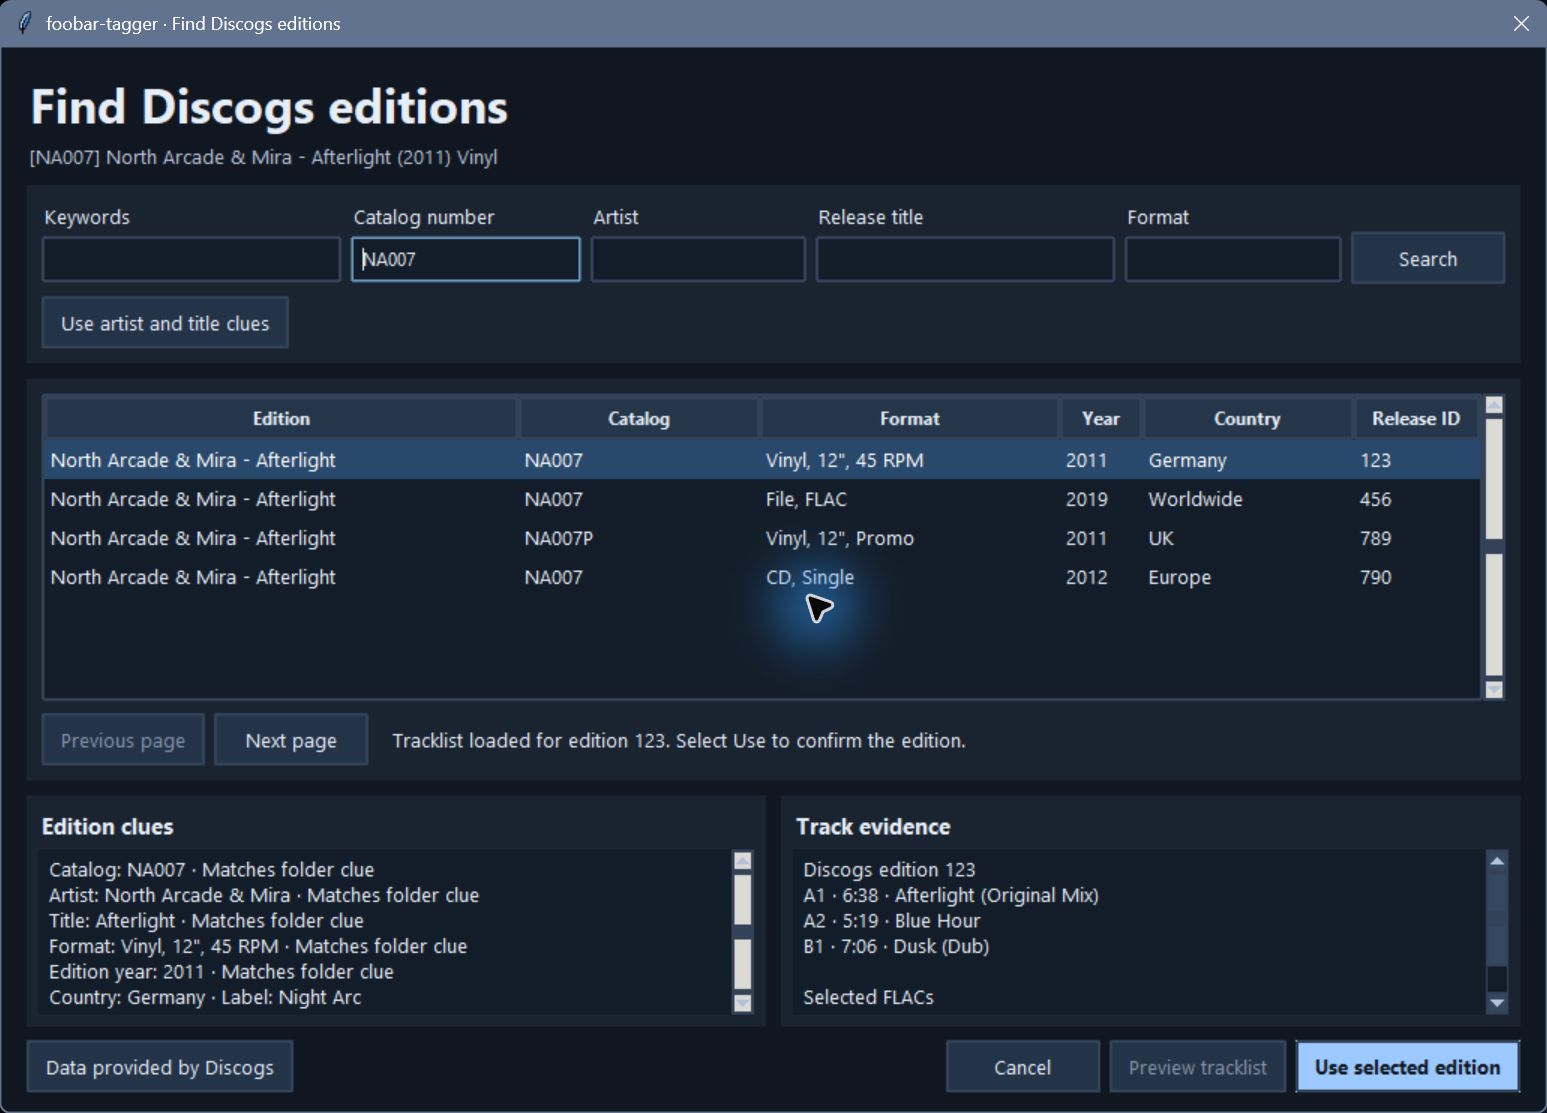 foobar-tagger · Find Discogs editions
Find Discogs editions
[NA007] North Arcade & Mira - Afterlight (2011) Vinyl
Keywords Catalog number Artist Release title Format
NA007 Search
Use artist and title clues
Edition Catalog Format Year Country Release ID
North Arcade & Mira - Afterlight NA007 Vinyl, 12", 45 RPM 2011 Germany 123
North Arcade & Mira - Afterlight NA007 File, FLAC 2019 Worldwide 456
North Arcade & Mira - Afterlight NA007P Vinyl, 12", Promo 2011 UK 789
North Arcade & Mira - Afterlight NA007 CD, Single 2012 Europe 790
Previous page Next page Tracklist loaded for edition 123. Select Use to confirm the edition.
Edition clues
Catalog: NA007 · Matches folder clue
Artist: North Arcade & Mira · Matches folder clue
Title: Afterlight · Matches folder clue
Format: Vinyl, 12", 45 RPM · Matches folder clue
Edition year: 2011 · Matches folder clue
Country: Germany · Label: Night Arc
Track evidence
Discogs edition 123
A1 · 6:38 · Afterlight (Original Mix)
A2 · 5:19 · Blue Hour
B1 · 7:06 · Dusk (Dub)
Selected FLACs
Data provided by Discogs Cancel Preview tracklist Use selected edition